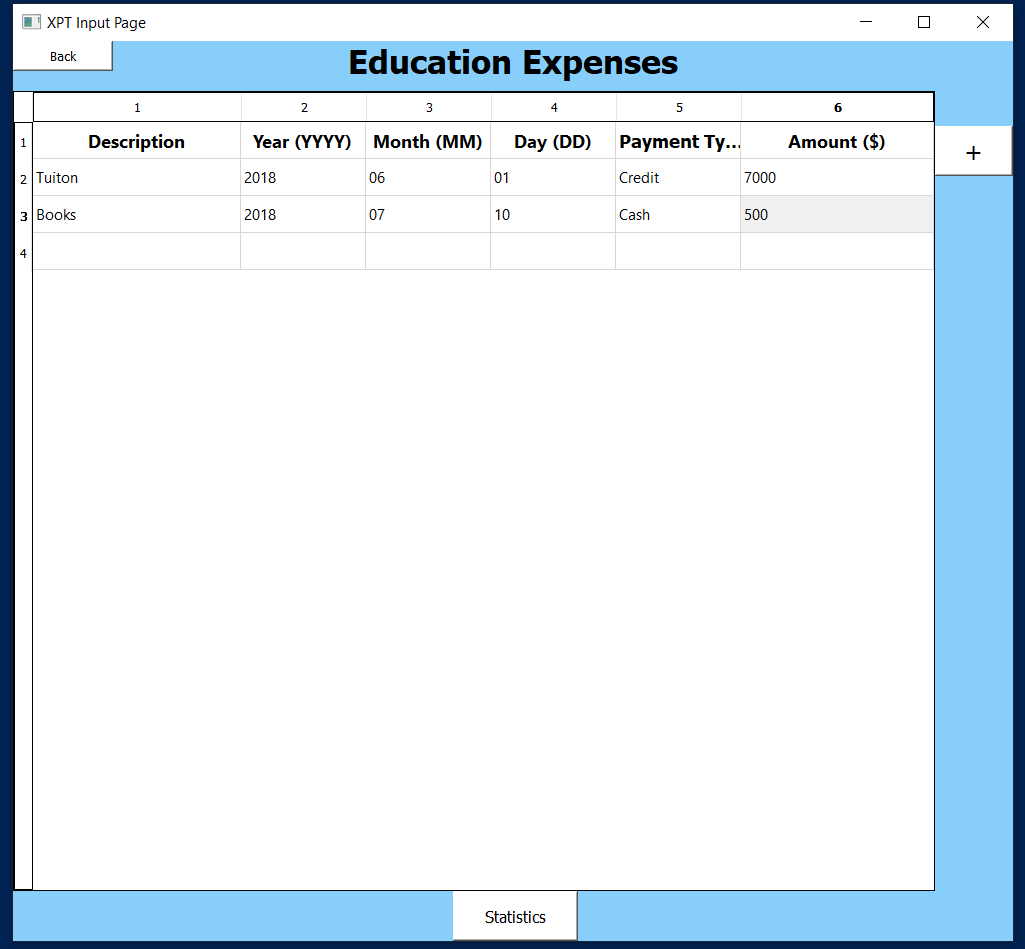 XPT Input Page
Back
Education Expenses
1 2 3 4 5 6
1 Description Year (YYYY) Month (MM) Day (DD) Payment Ty... Amount ($)
+
2 Tuiton 2018 06 01 Credit 7000
3 Books 2018 07 10 Cash 500
4
Statistics